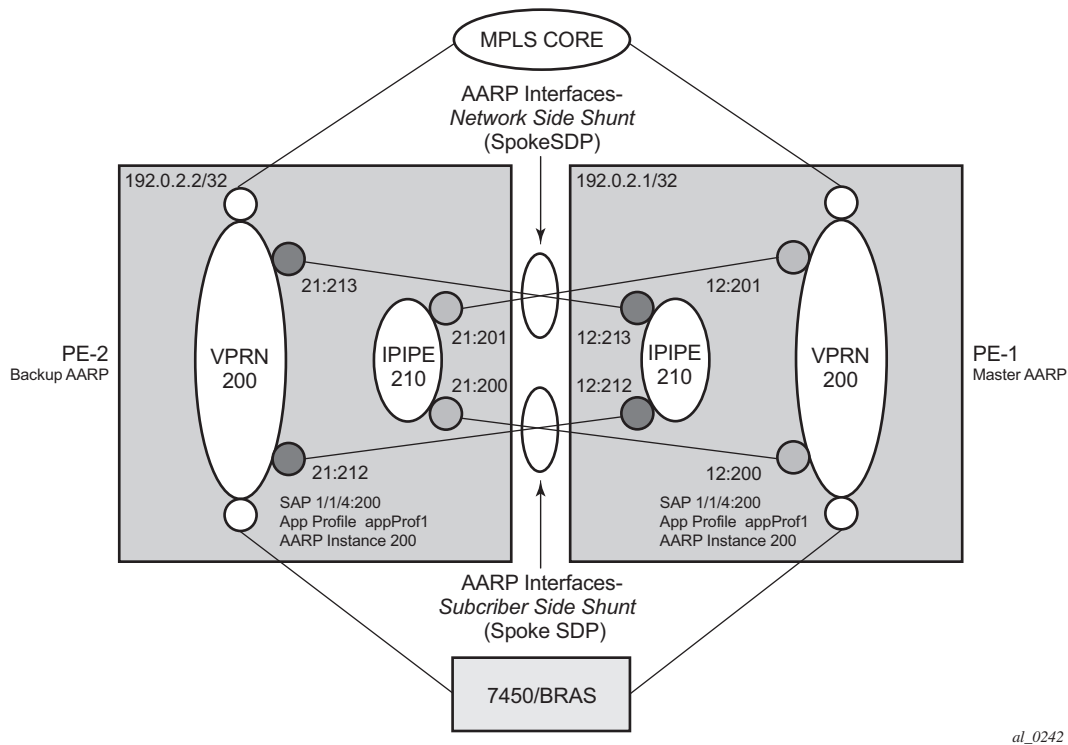 MPLS CORE
AARP Interfaces-
Network Side Shunt
(SpokeSDP)
192.0.2.2/32
192.0.2.1/32
21:213
12:201
21:201
12:213
PE-2
Backup AARP
VPRN
200
IPIPE
210
IPIPE
210
VPRN
200
PE-1
Master AARP
21:200
12:212
21:212
12:200
SAP 1/1/4:200
App Profile appProf1
AARP Instance 200
SAP 1/1/4:200
App Profile appProf1
AARP Instance 200
AARP Interfaces-
Subcriber Side Shunt
(Spoke SDP)
7450/BRAS
al_0242